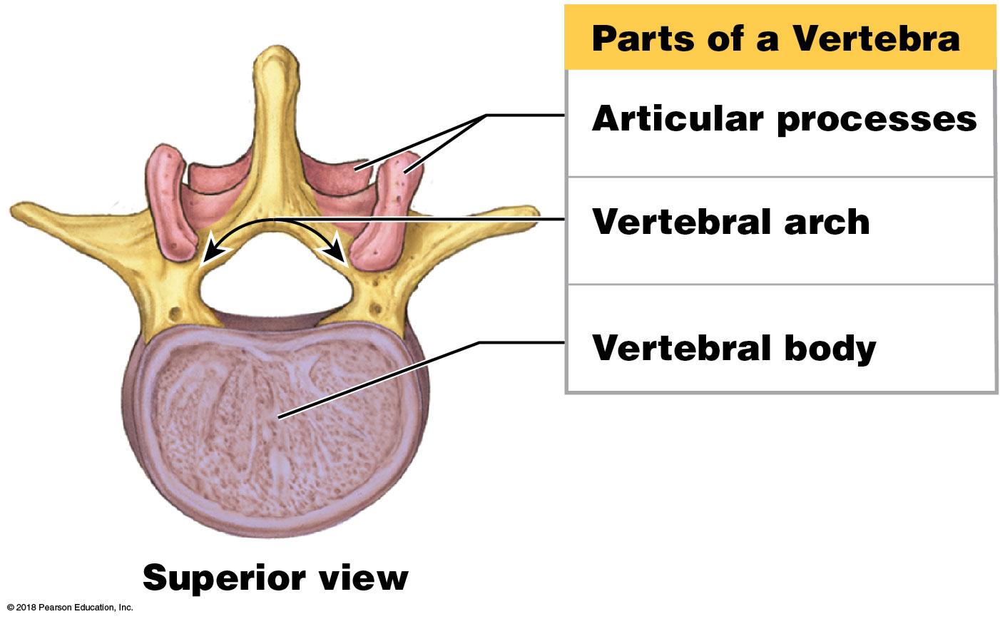 Parts of a Vertebra
Articular processes
Vertebral arch
Vertebral body
Superior view
© 2018 Pearson Education, Inc.